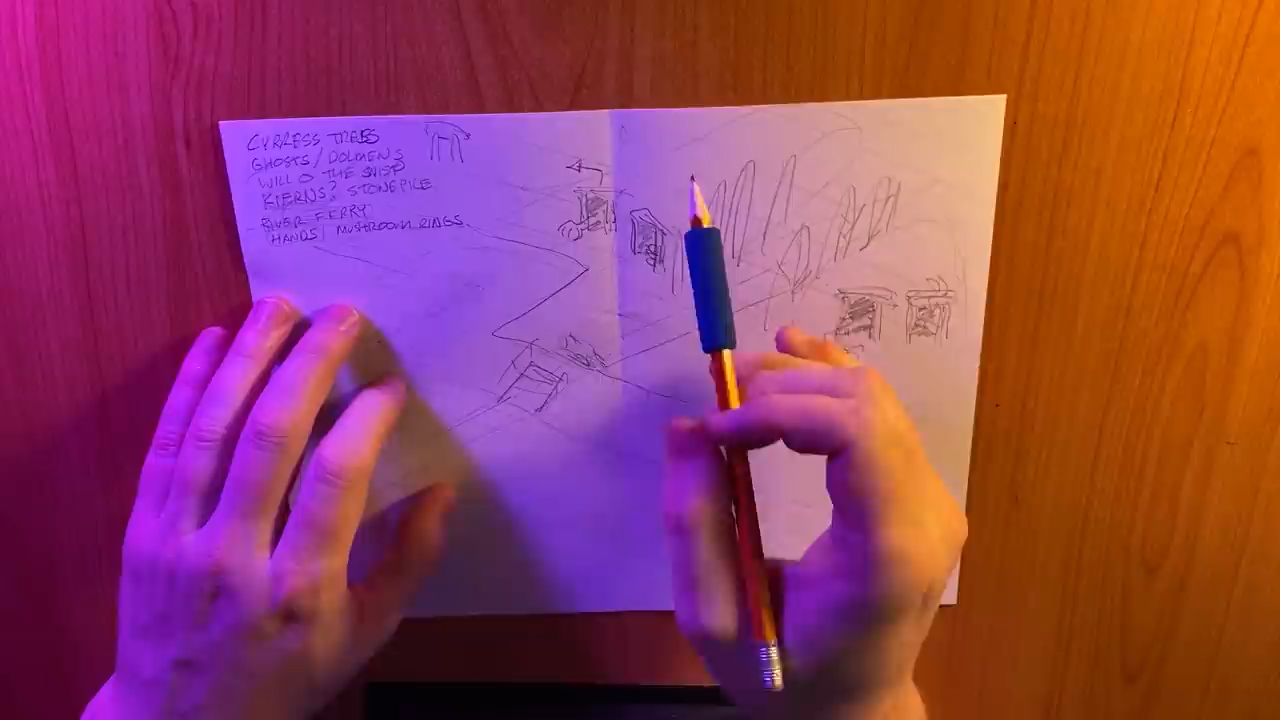 CYPRESS TREES
GHOSTS/DOLMENS
WILL O THE WISP
KIERNS? STONEPILE
RIVER FERRY
HANDS/MUSHROOM RINGS